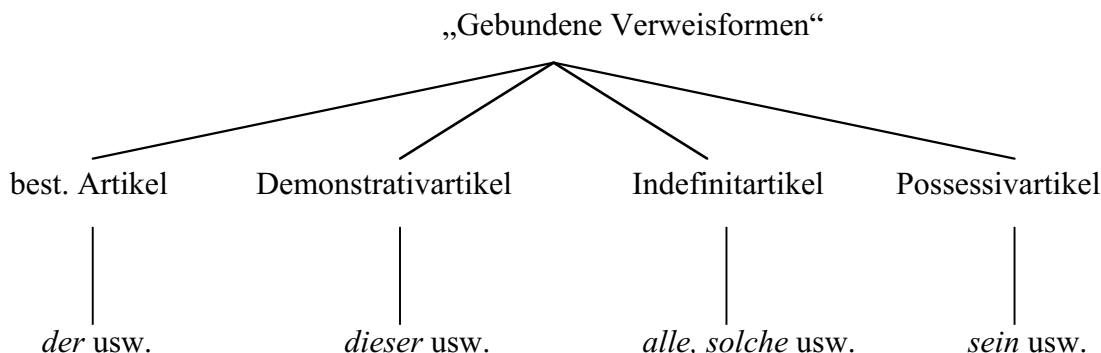 „Gebundene Verweisformen“
best. Artikel Demonstrativartikel Indefinitartikel Possessivartikel
der usw. dieser usw. alle, solche usw. sein usw.